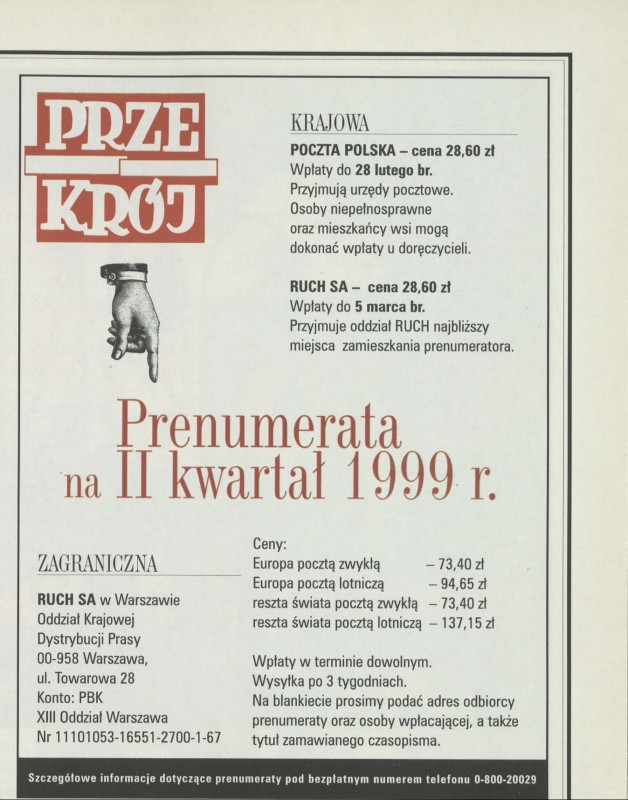 PRZE
KRÓJ
KRAJOWA
POCZTA POLSKA – cena 28,60 zł
Wpłaty do 28 lutego br.
Przyjmują urzędy pocztowe.
Osoby niepełnosprawne
oraz mieszkańcy wsi mogą
dokonać wpłaty u doręczycieli.
RUCH SA – cena 28,60 zł
Wpłaty do 5 marca br.
Przyjmuje oddział RUCH najbliższy
miejsca zamieszkania prenumeratora.
Prenumerata
na II kwartał 1999 r.
ZAGRANICZNA
RUCH SA w Warszawie
Oddział Krajowej
Dystrybucji Prasy
00-958 Warszawa,
ul. Towarowa 28
Konto: PBK
XIII Oddział Warszawa
Nr 11101053-16551-2700-1-67
Ceny:
Europa pocztą zwykłą – 73,40 zł
Europa pocztą lotniczą – 94,65 zł
reszta świata pocztą zwykłą – 73,40 zł
reszta świata pocztą lotniczą – 137,15 zł
Wpłaty w terminie dowolnym.
Wysyłka po 3 tygodniach.
Na blankiecie prosimy podać adres odbiorcy
prenumeraty oraz osoby wpłacającej, a także
tytuł zamawianego czasopisma.
Szczegółowe informacje dotyczące prenumeraty pod bezpłatnym numerem telefonu 0-800-20029